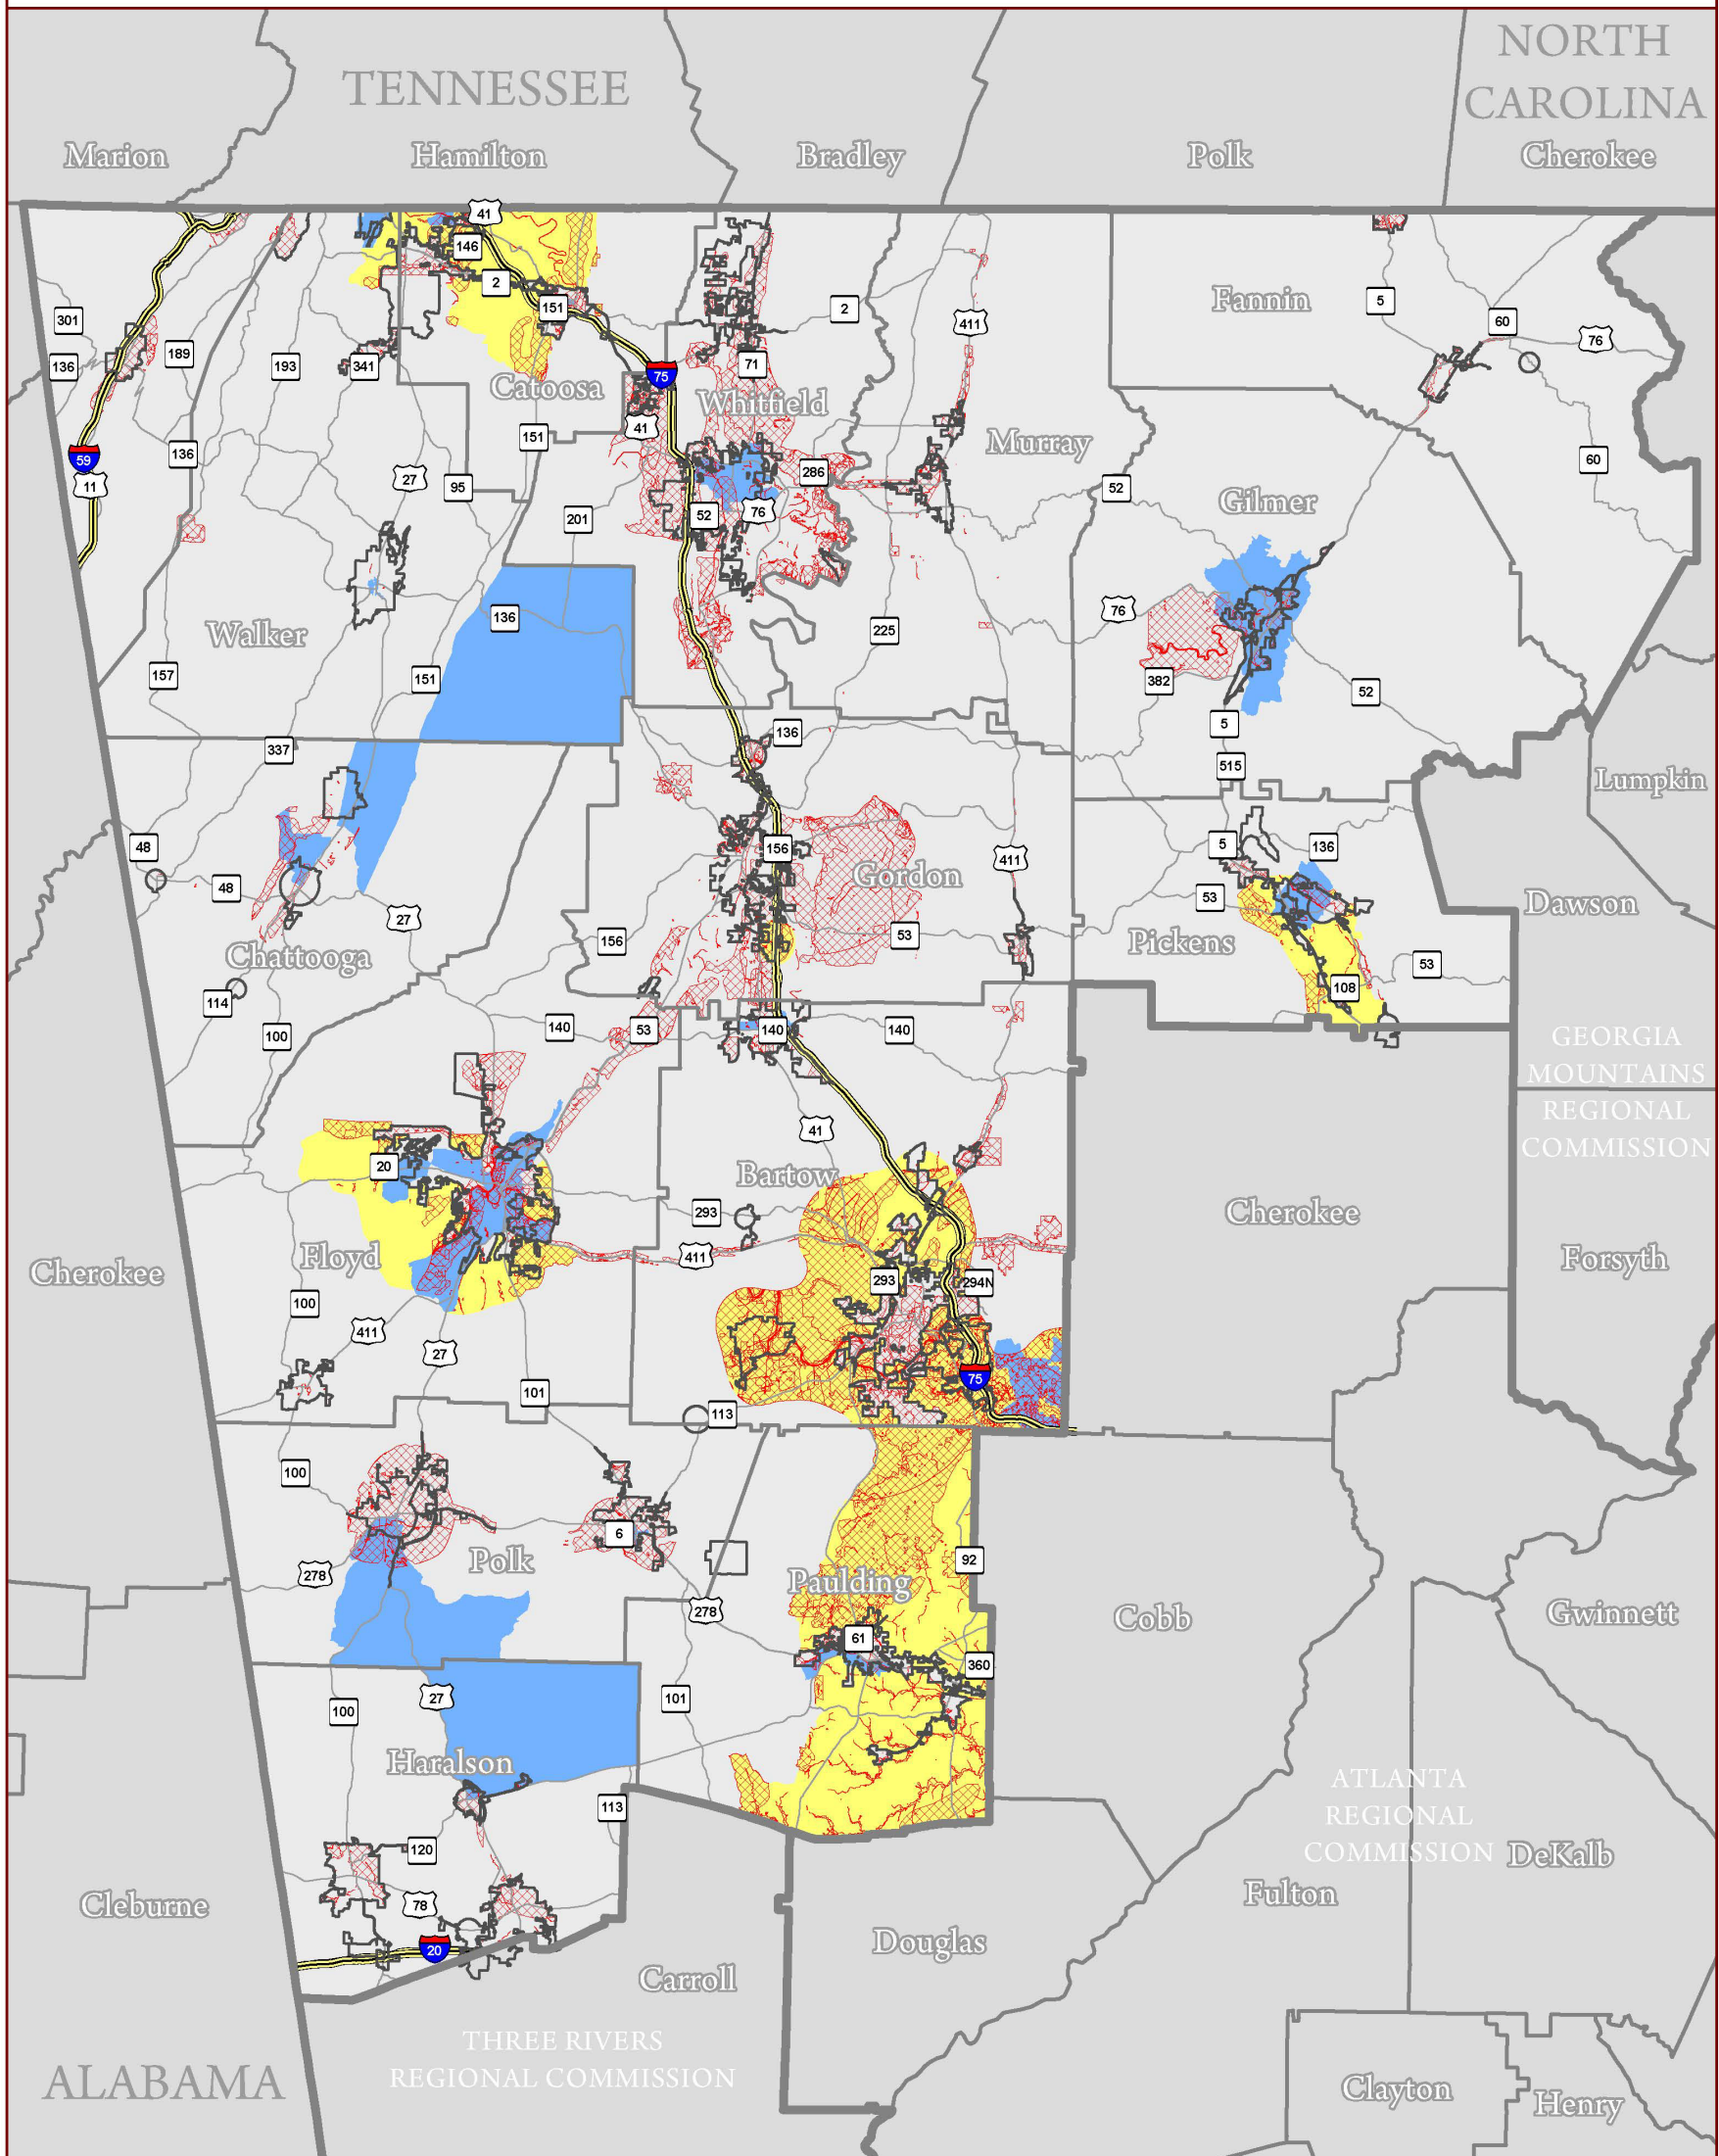 NORTH
CAROLINA
TENNESSEE
Marion
Hamilton
Bradley
Polk
Cherokee
41
146
2
151
301
136
189
193
341
2
411
71
75
Fannin
5
60
76
Catoosa
Whitfield
41
Murray
59
11
136
27
95
151
286
201
52
76
52
Gilmer
60
136
Walker
157
151
225
76
382
52
5
515
337
136
Lumpkin
48
48
27
156
411
Gordon
5
136
53
Dawson
Chattooga
156
53
Pickens
53
114
100
140
53
140
140
108
GEORGIA
MOUNTAINS
REGIONAL
COMMISSION
41
20
Bartow
293
Cherokee
Floyd
411
Cherokee
Forsyth
293
294N
100
411
27
75
101
113
100
6
278
Polk
92
Paulding
278
Cobb
Gwinnett
61
360
27
100
101
Haralson
113
ATLANTA
REGIONAL
COMMISSION
DeKalb
120
78
Cleburne
Fulton
20
Douglas
Carroll
THREE RIVERS
REGIONAL COMMISSION
ALABAMA
Clayton
Henry